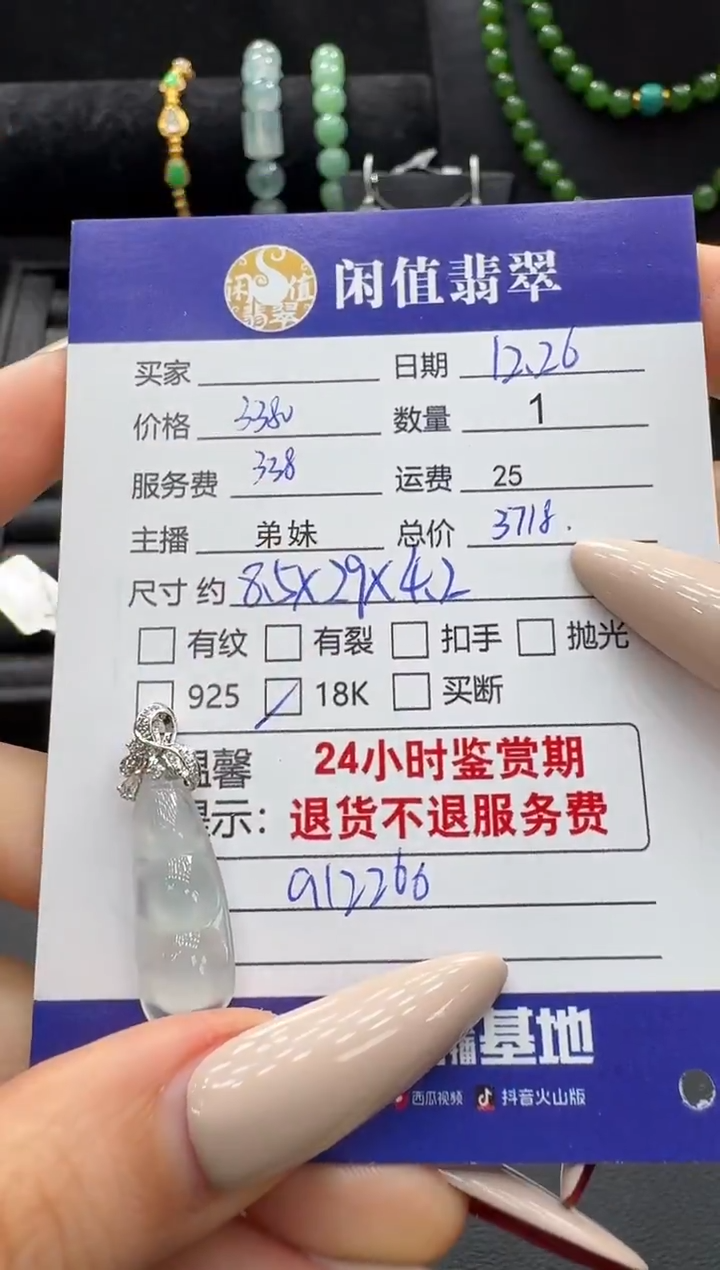 闲值翡翠
闲值翡翠
买家 日期 12.26
价格 3380 数量 1
服务费 338 运费 25
主播 弟妹 总价 3718.
尺寸 约 8.5X29X4.2
有纹 有裂 扣手 抛光
925 18K 买断
温馨 24小时鉴赏期
提示：退货不退服务费
912266
播基地
西瓜视频 抖音火山版